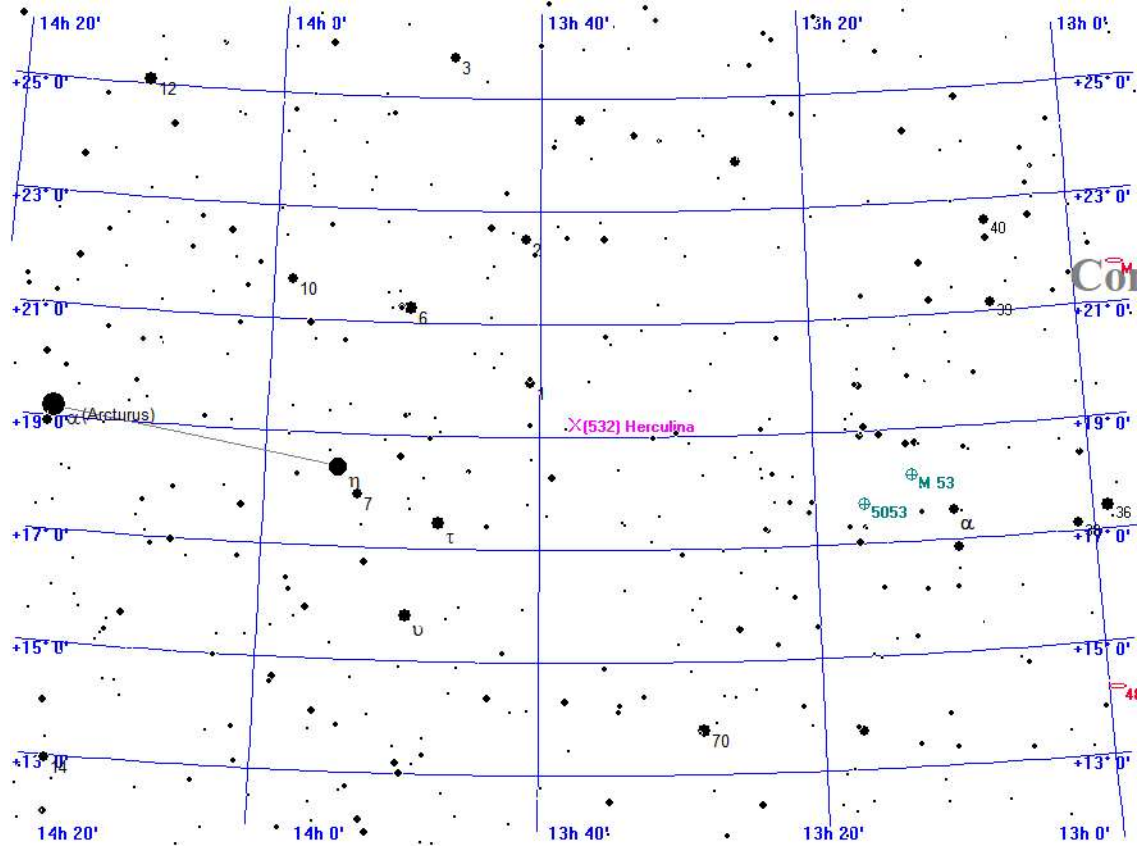 14h 20'
14h 0'
13h 40'
13h 20'
13h 0'
3
+25° 0'
12
+25° 0'
+23° 0'
+23° 0'
40
2
M
Con
10
6
+21° 0'
39
+21° 0'
1
α (Arcturus)
+19° 0'
X(532) Herculina
+19° 0'
η
7
M 53
5053
α
36
38
τ
+17° 0'
+17° 0'
υ
+15° 0'
+15° 0'
48
70
+13° 0'
14
+13° 0'
14h 20'
14h 0'
13h 40'
13h 20'
13h 0'